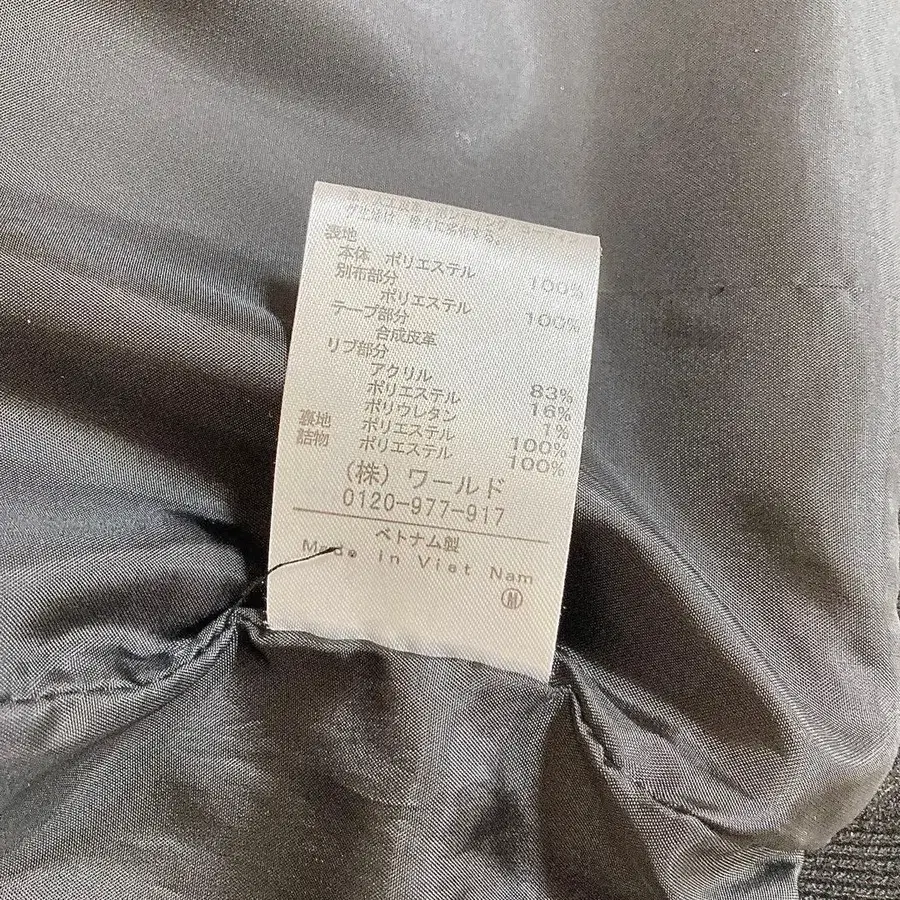 表地
本体 ポリエステル 100%
別布部分
ポリエステル 100%
テープ部分
合成皮革
リブ部分
アクリル 83%
ポリエステル 16%
ポリウレタン 1%
裏地 ポリエステル 100%
詰物 ポリエステル 100%
(株) ワールド
0120-977-917
ベトナム製
Made in Viet Nam
M